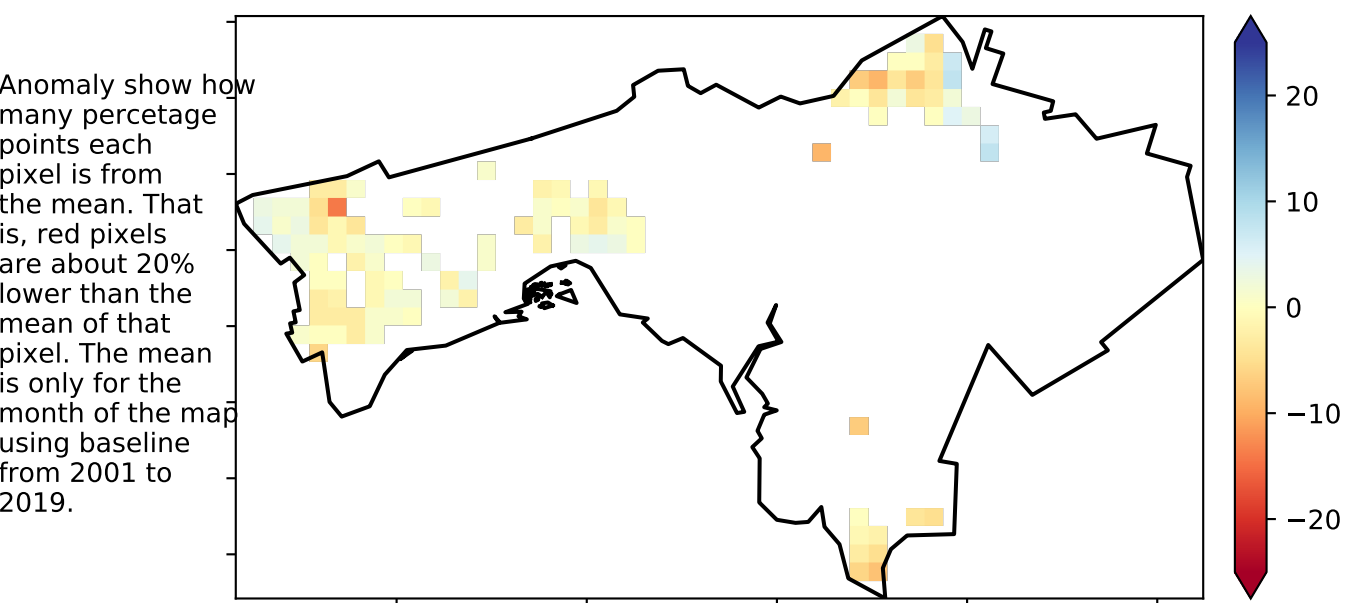 Anomaly show how
many percetage
points each
pixel is from
the mean. That
is, red pixels
are about 20%
lower than the
mean of that
pixel. The mean
is only for the
month of the map
using baseline
from 2001 to
2019.
20
10
0
−10
−20